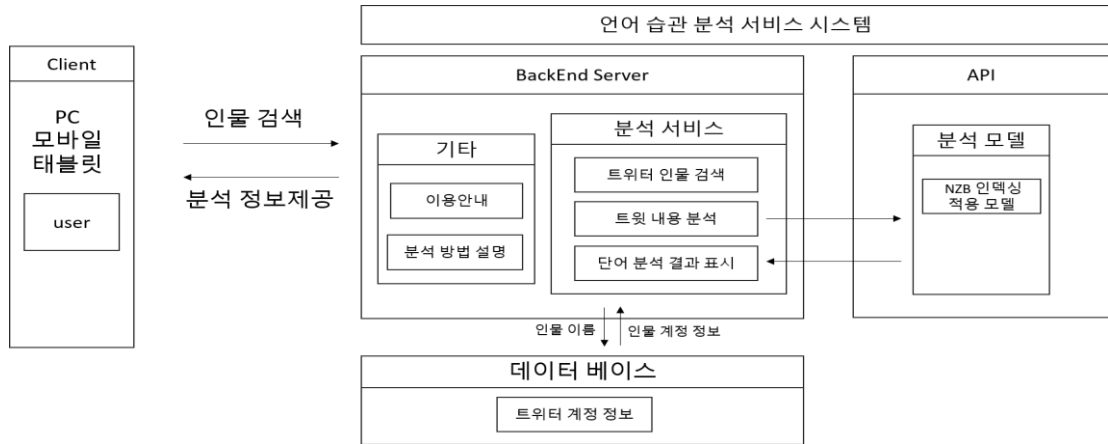 언어 습관 분석 서비스 시스템
Client
PC
모바일
태블릿
user
인물 검색
분석 정보제공
BackEnd Server
기타
이용안내
분석 방법 설명
분석 서비스
트위터 인물 검색
트윗 내용 분석
단어 분석 결과 표시
API
분석 모델
NZB 인덱싱
적용 모델
인물 이름
인물 계정 정보
데이터 베이스
트위터 계정 정보